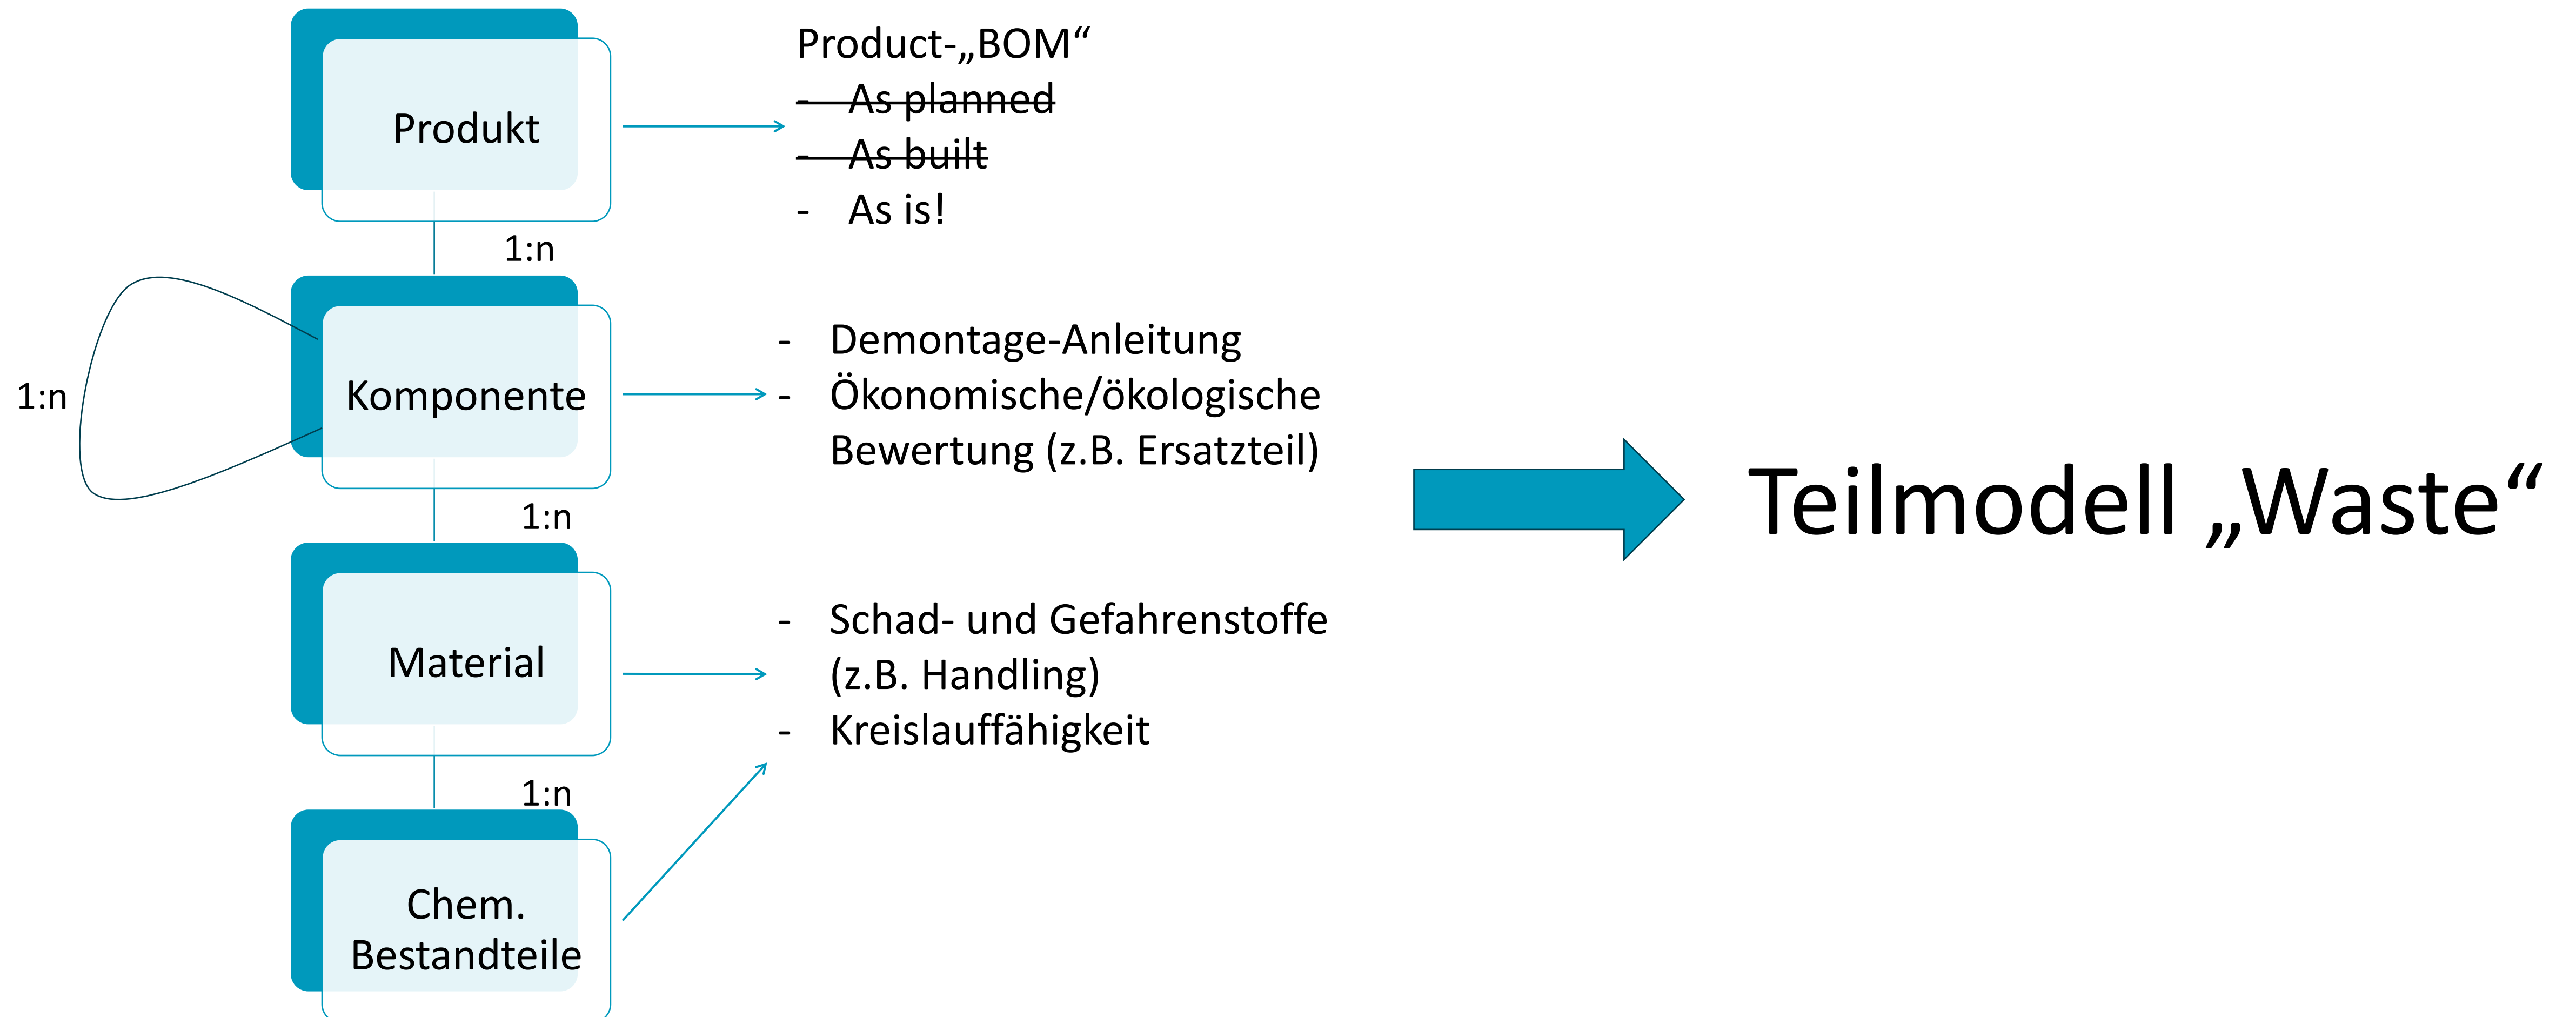 Produkt
Product-„BOM“
- As planned
- As built
- As is!
1:n
1:n
Komponente
- Demontage-Anleitung
- Ökonomische/ökologische
Bewertung (z.B. Ersatzteil)
1:n
Material
- Schad- und Gefahrenstoffe
(z.B. Handling)
- Kreislauffähigkeit
1:n
Chem.
Bestandteile
Teilmodell „Waste“